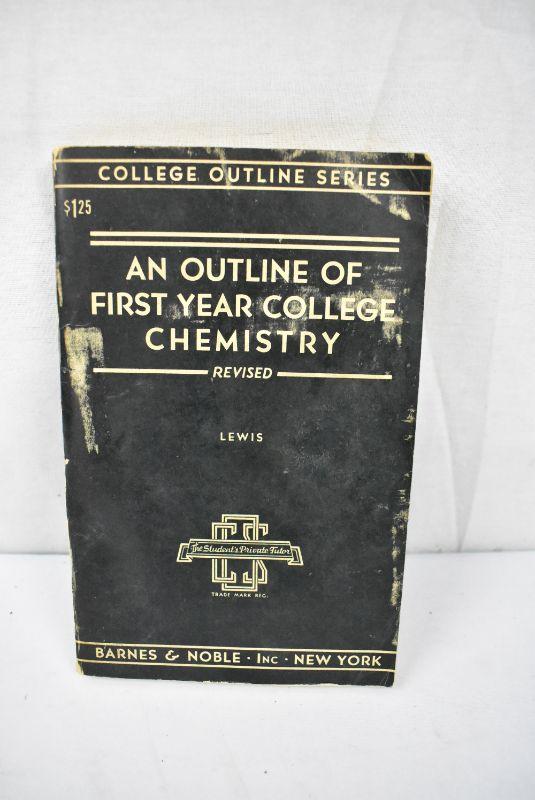 COLLEGE OUTLINE SERIES
$1.25
AN OUTLINE OF
FIRST YEAR COLLEGE
CHEMISTRY
REVISED
LEWIS
COS
The Student's Private Tutor
TRADE MARK REG.
BARNES & NOBLE · INC · NEW YORK